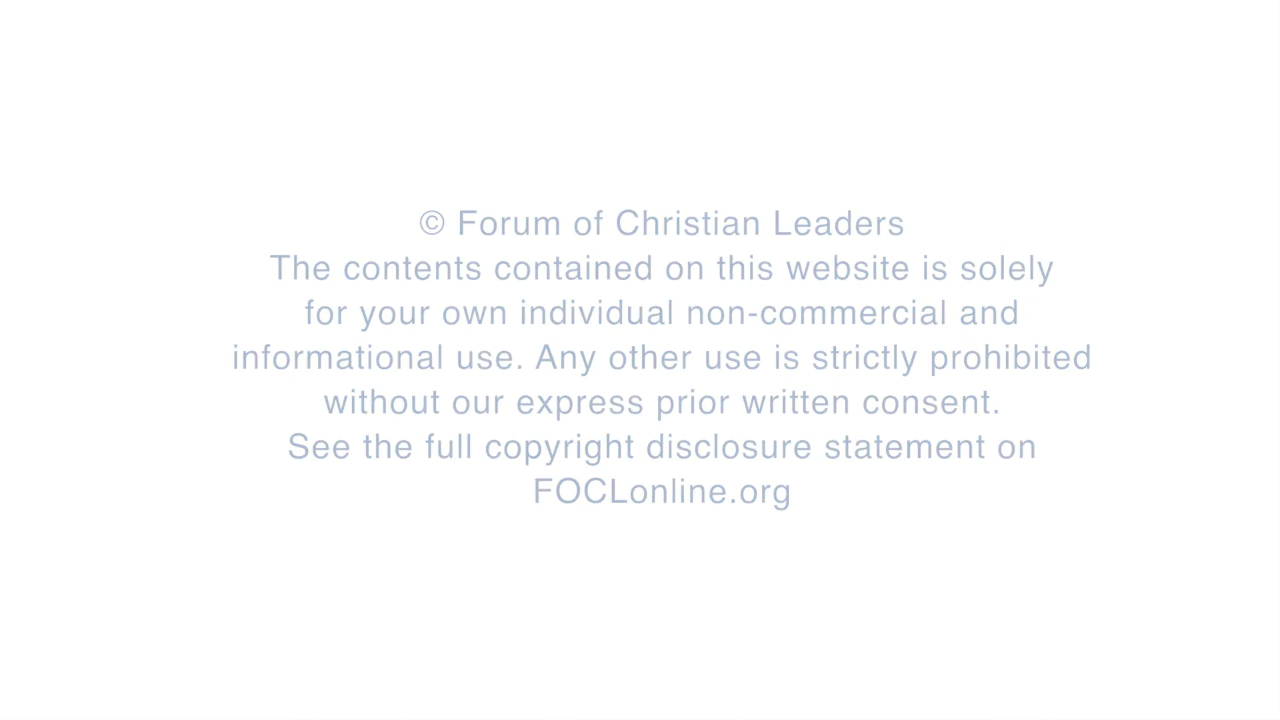 © Forum of Christian Leaders
The contents contained on this website is solely
for your own individual non-commercial and
informational use. Any other use is strictly prohibited
without our express prior written consent.
See the full copyright disclosure statement on
FOCLonline.org